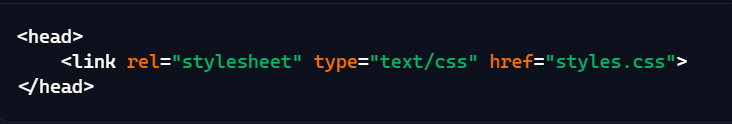 <head>
    <link rel="stylesheet" type="text/css" href="styles.css">
</head>